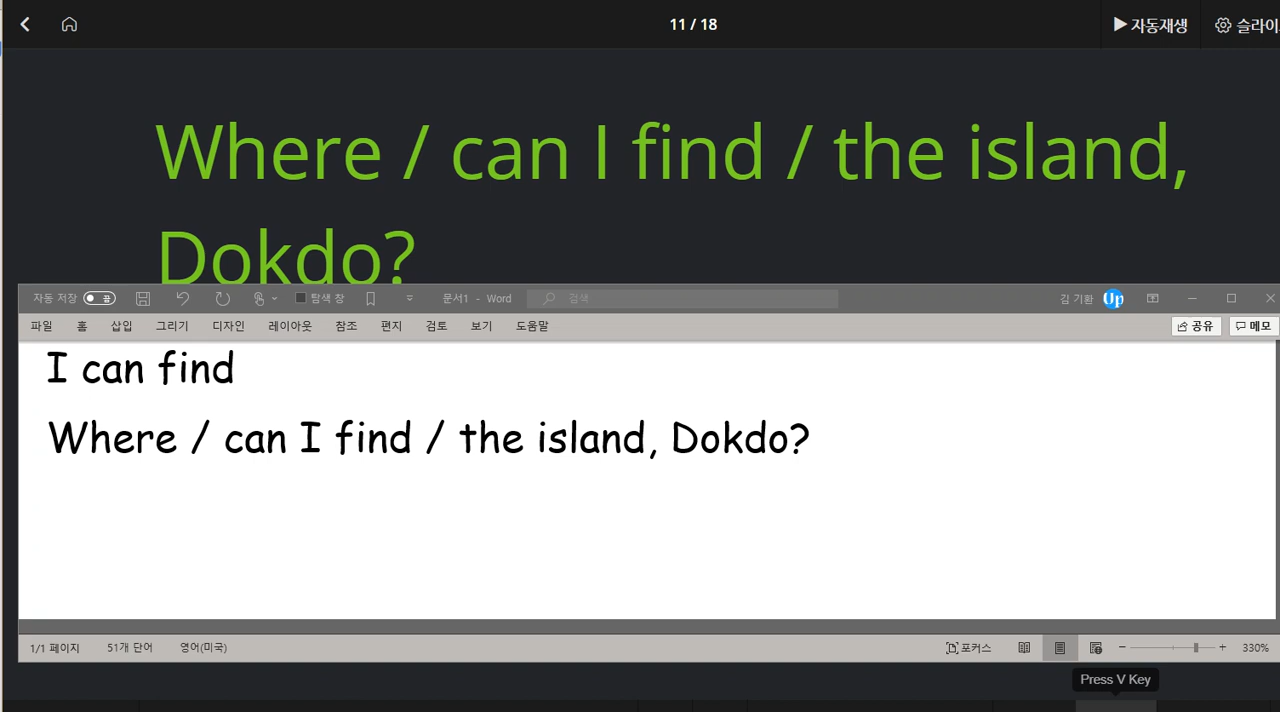 11 / 18
▶ 자동재생
슬라이
Where / can I find / the island,
Dokdo?
자동 저장
끔
탐색 창
문서1 - Word
검색
김 기환
Up
파일 홈 삽입 그리기 디자인 레이아웃 참조 편지 검토 보기 도움말
공유
메모
I can find
Where / can I find / the island, Dokdo?
1/1 페이지 51개 단어 영어(미국)
포커스
330%
Press V Key